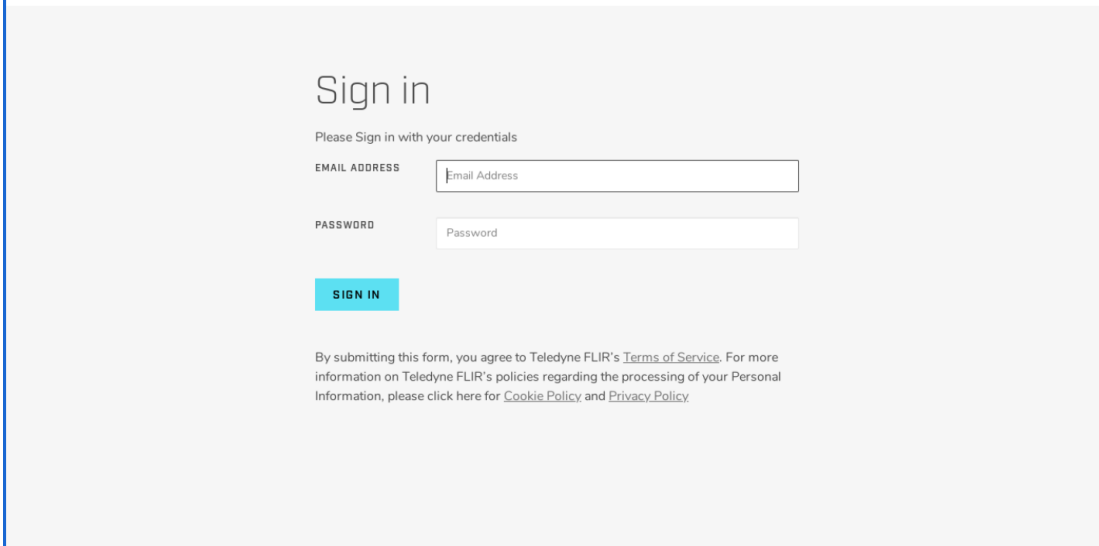 Sign in
Please Sign in with your credentials
EMAIL ADDRESS
Email Address
PASSWORD
Password
SIGN IN
By submitting this form, you agree to Teledyne FLIR's Terms of Service. For more
information on Teledyne FLIR's policies regarding the processing of your Personal
Information, please click here for Cookie Policy and Privacy Policy